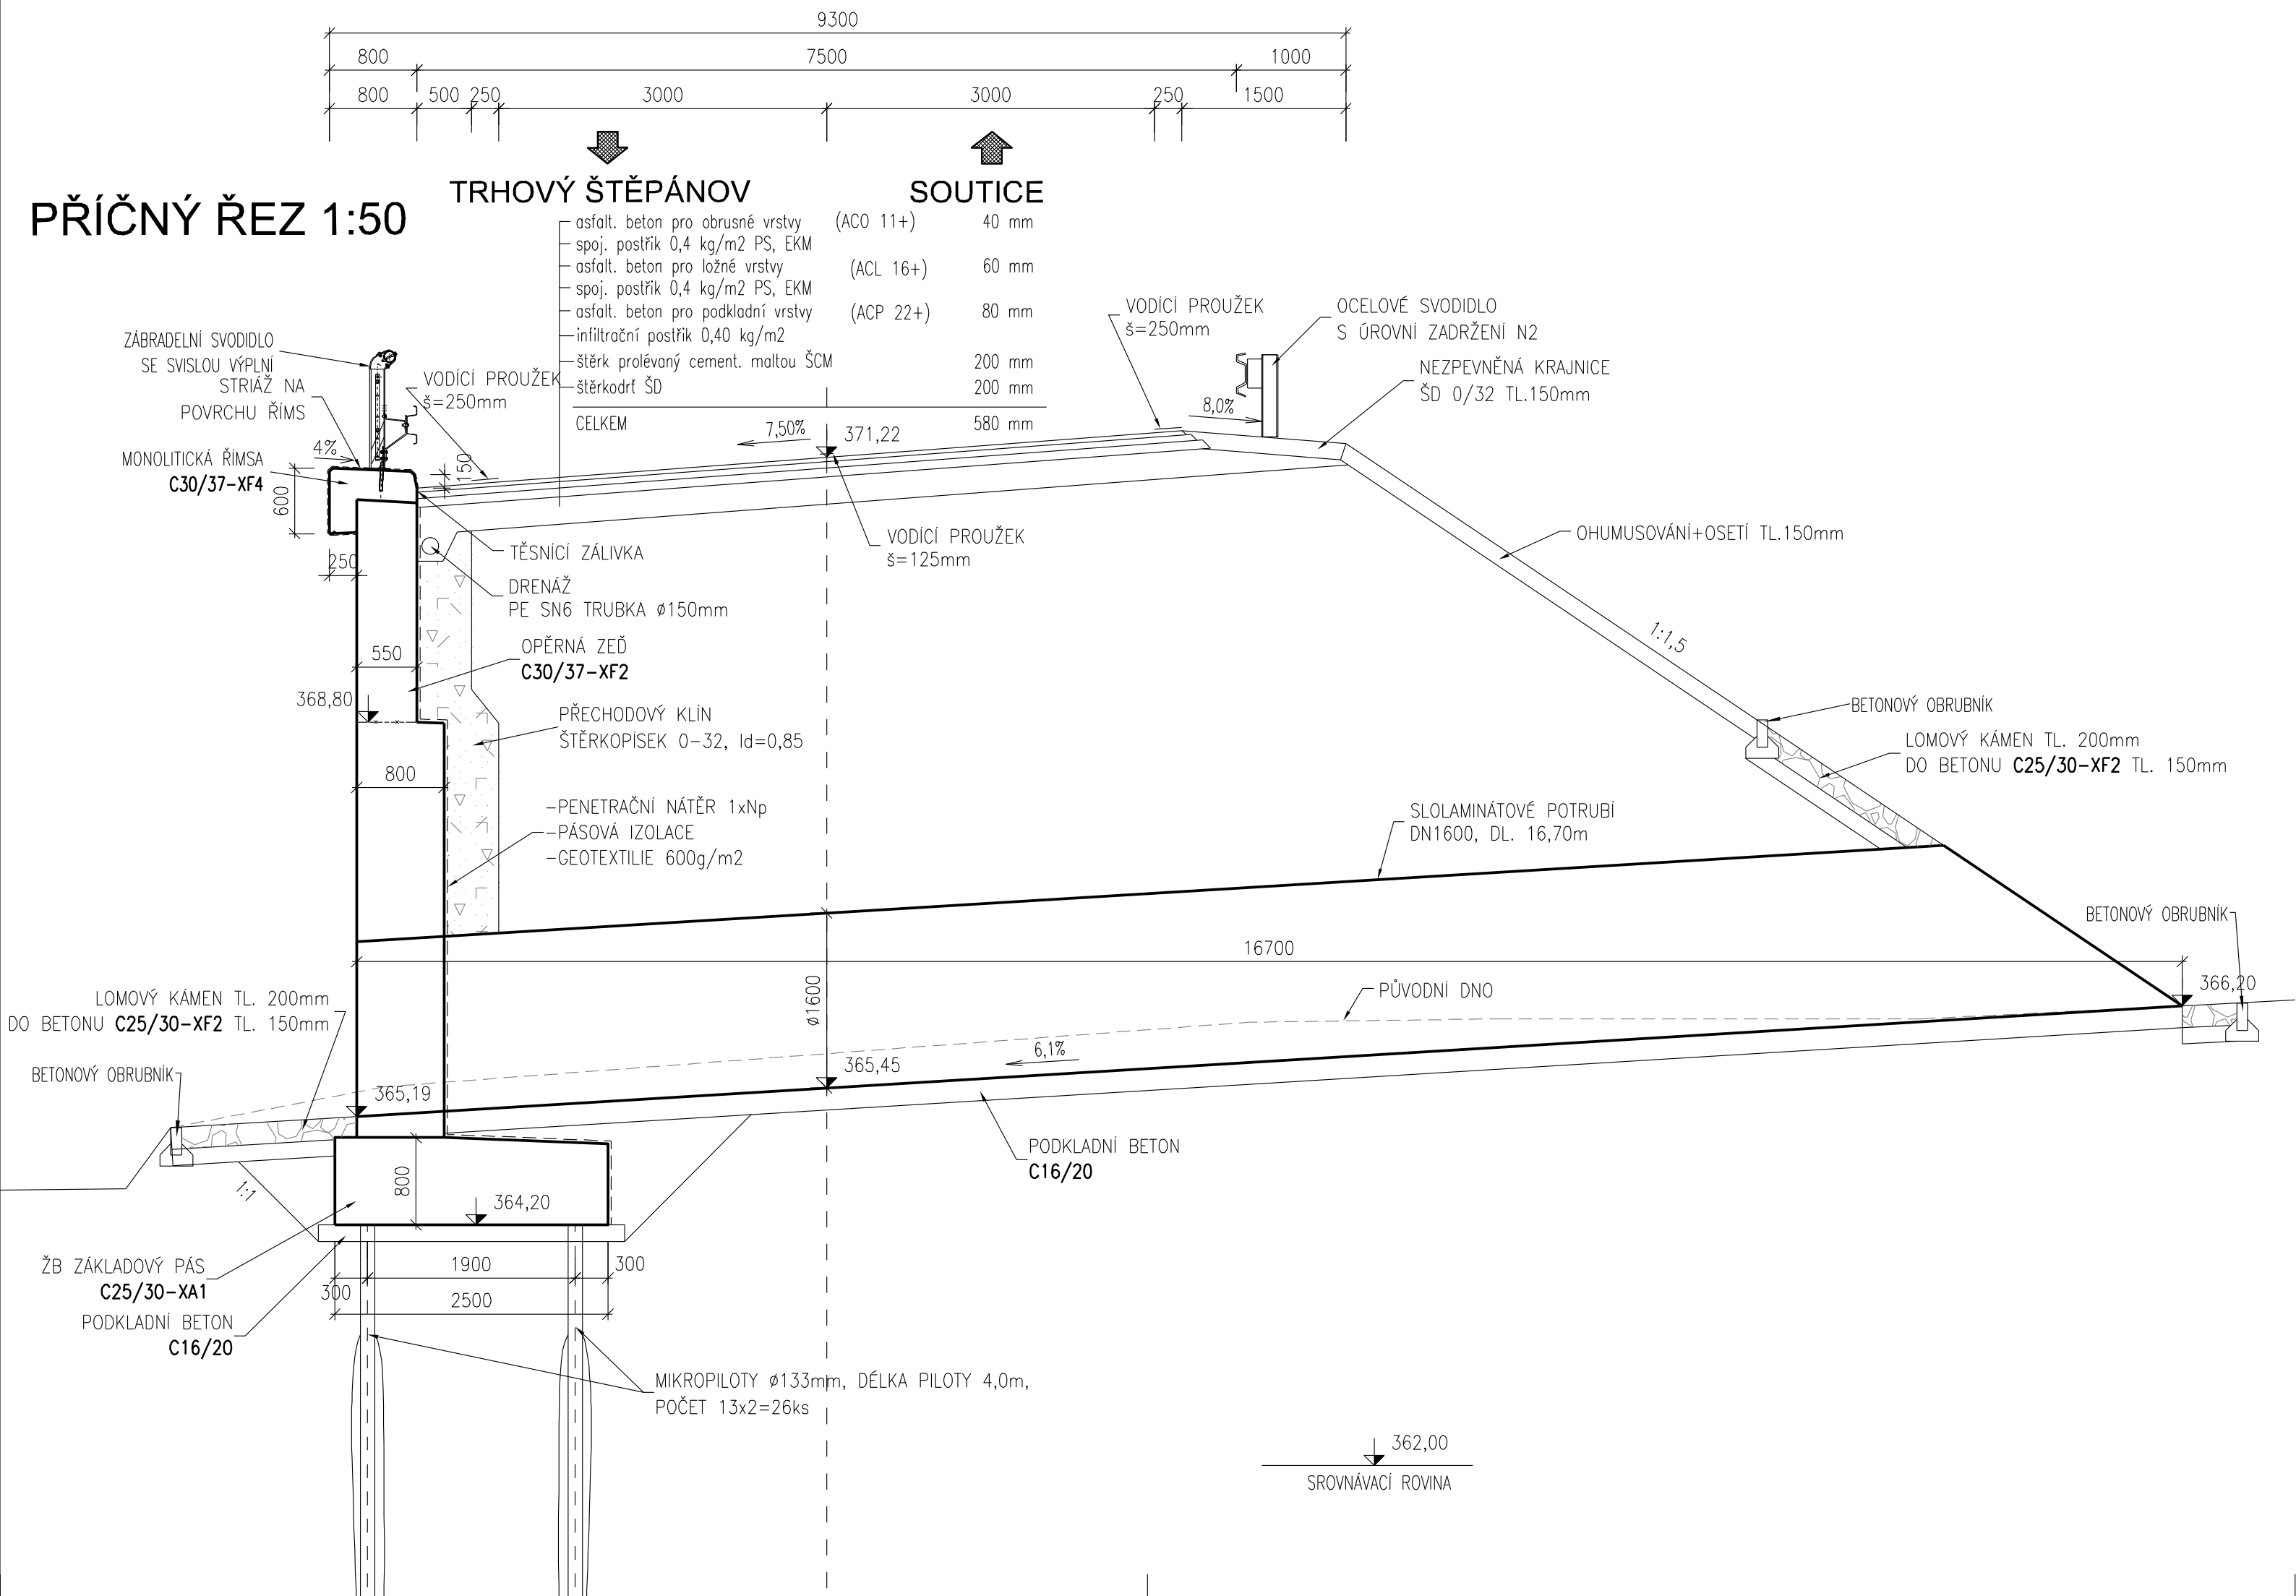 9300
800 7500 1000
800 500 250 3000 3000 250 1500
TRHOVÝ ŠTĚPÁNOV SOUTICE
PŘÍČNÝ ŘEZ 1:50
asfalt. beton pro obrusné vrstvy (ACO 11+) 40 mm
spoj. postřik 0,4 kg/m2 PS, EKM
asfalt. beton pro ložné vrstvy (ACL 16+) 60 mm
spoj. postřik 0,4 kg/m2 PS, EKM
asfalt. beton pro podkladní vrstvy (ACP 22+) 80 mm
infiltrační postřik 0,40 kg/m2
štěrk prolévaný cement. maltou ŠCM 200 mm
štěrkodrť ŠD 200 mm
CELKEM 580 mm
VODÍCÍ PROUŽEK
š=250mm
OCELOVÉ SVODIDLO
S ÚROVNÍ ZADRŽENÍ N2
NEZPEVNĚNÁ KRAJNICE
ŠD 0/32 TL.150mm
8,0%
ZÁBRADELNÍ SVODIDLO
SE SVISLOU VÝPLNÍ
STRIÁŽ NA
POVRCHU ŘÍMS
VODÍCÍ PROUŽEK
š=250mm
7,50%
371,22
4%
MONOLITICKÁ ŘÍMSA
C30/37-XF4
600
150
250
TĚSNÍCÍ ZÁLIVKA
VODÍCÍ PROUŽEK
š=125mm
OHUMUSOVÁNÍ+OSETÍ TL.150mm
DRENÁŽ
PE SN6 TRUBKA ø150mm
OPĚRNÁ ZEĎ
C30/37-XF2
550
1:1,5
368,80
PŘECHODOVÝ KLÍN
ŠTĚRKOPÍSEK 0-32, Id=0,85
BETONOVÝ OBRUBNÍK
LOMOVÝ KÁMEN TL. 200mm
DO BETONU C25/30-XF2 TL. 150mm
800
-PENETRAČNÍ NÁTĚR 1xNp
-PÁSOVÁ IZOLACE
-GEOTEXTILIE 600g/m2
SLOLAMINÁTOVÉ POTRUBÍ
DN1600, DL. 16,70m
BETONOVÝ OBRUBNÍK
16700
366,20
LOMOVÝ KÁMEN TL. 200mm
DO BETONU C25/30-XF2 TL. 150mm
ø1600
PŮVODNÍ DNO
6,1%
365,45
BETONOVÝ OBRUBNÍK
365,19
PODKLADNÍ BETON
C16/20
1:1
800
364,20
ŽB ZÁKLADOVÝ PÁS
C25/30-XA1
300 1900 300
2500
PODKLADNÍ BETON
C16/20
MIKROPILOTY ø133mm, DÉLKA PILOTY 4,0m,
POČET 13x2=26ks
362,00
SROVNÁVACÍ ROVINA